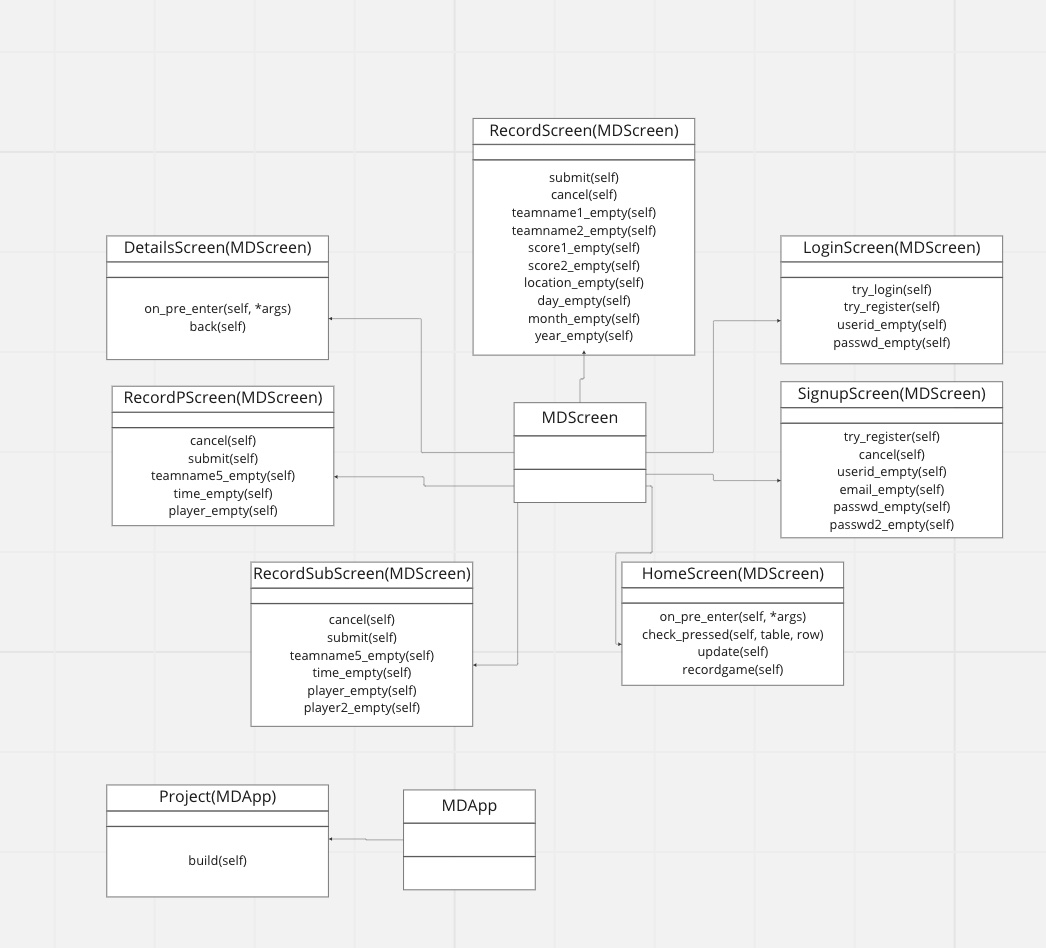 RecordScreen(MDScreen)
submit(self)
cancel(self)
teamname1_empty(self)
teamname2_empty(self)
score1_empty(self)
score2_empty(self)
location_empty(self)
day_empty(self)
month_empty(self)
year_empty(self)
DetailsScreen(MDScreen)
on_pre_enter(self, *args)
back(self)
LoginScreen(MDScreen)
try_login(self)
try_register(self)
userid_empty(self)
passwd_empty(self)
RecordPScreen(MDScreen)
cancel(self)
submit(self)
teamname5_empty(self)
time_empty(self)
player_empty(self)
MDScreen
SignupScreen(MDScreen)
try_register(self)
cancel(self)
userid_empty(self)
email_empty(self)
passwd_empty(self)
passwd2_empty(self)
RecordSubScreen(MDScreen)
cancel(self)
submit(self)
teamname5_empty(self)
time_empty(self)
player_empty(self)
player2_empty(self)
HomeScreen(MDScreen)
on_pre_enter(self, *args)
check_pressed(self, table, row)
update(self)
recordgame(self)
Project(MDApp)
build(self)
MDApp